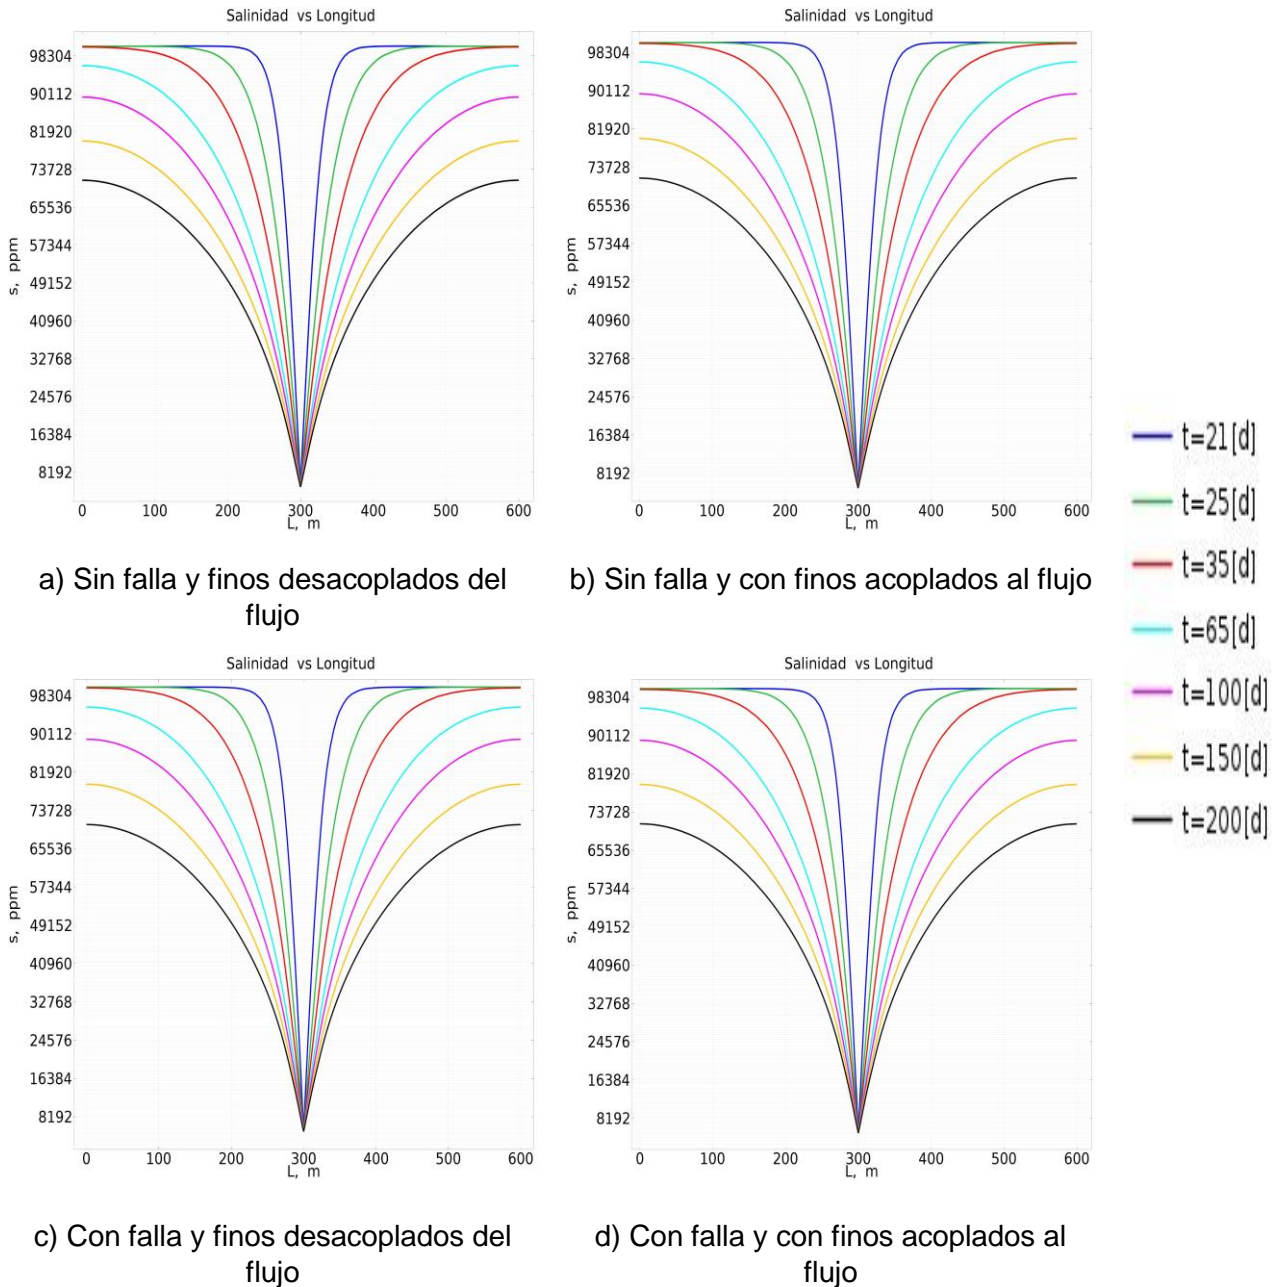 Salinidad vs Longitud
98304
90112
81920
73728
65536
57344
49152
40960
32768
24576
16384
8192
s, ppm
0 100 200 300 400 500 600
L, m
a) Sin falla y finos desacoplados del
flujo
Salinidad vs Longitud
98304
90112
81920
73728
65536
57344
49152
40960
32768
24576
16384
8192
s, ppm
0 100 200 300 400 500 600
L, m
b) Sin falla y con finos acoplados al flujo
Salinidad vs Longitud
98304
90112
81920
73728
65536
57344
49152
40960
32768
24576
16384
8192
s, ppm
0 100 200 300 400 500 600
L, m
c) Con falla y finos desacoplados del
flujo
Salinidad vs Longitud
98304
90112
81920
73728
65536
57344
49152
40960
32768
24576
16384
8192
s, ppm
0 100 200 300 400 500 600
L, m
d) Con falla y con finos acoplados al
flujo
t=21[d]
t=25[d]
t=35[d]
t=65[d]
t=100[d]
t=150[d]
t=200[d]